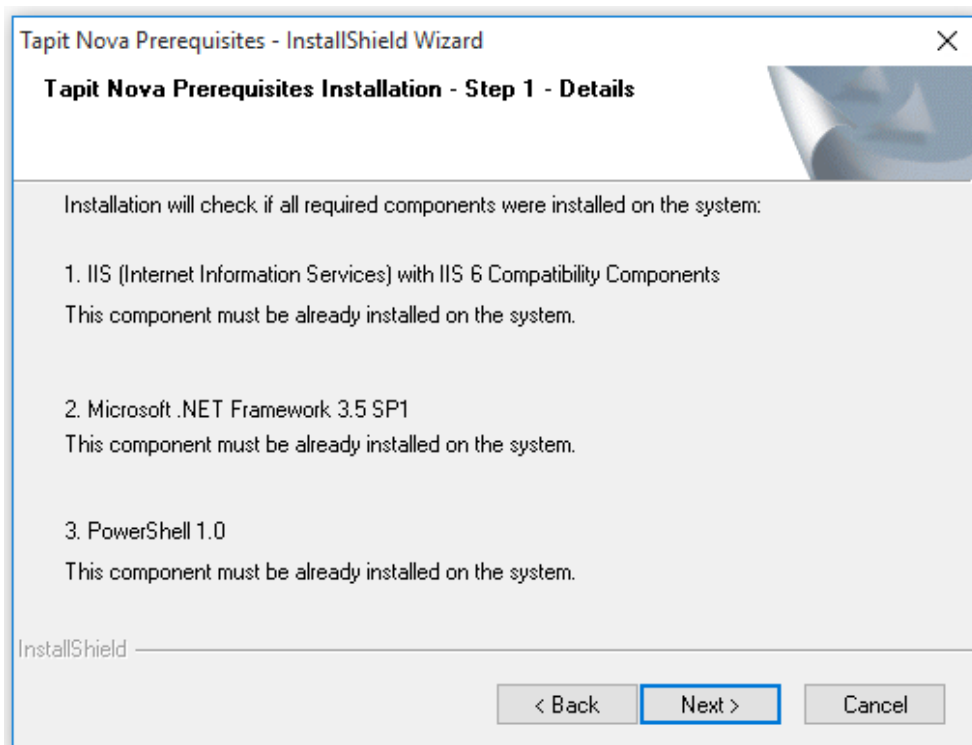 Tapit Nova Prerequisites - InstallShield Wizard
Tapit Nova Prerequisites Installation - Step 1 - Details
Installation will check if all required components were installed on the system:
1. IIS (Internet Information Services) with IIS 6 Compatibility Components
This component must be already installed on the system.
2. Microsoft .NET Framework 3.5 SP1
This component must be already installed on the system.
3. PowerShell 1.0
This component must be already installed on the system.
InstallShield
< Back
Next >
Cancel